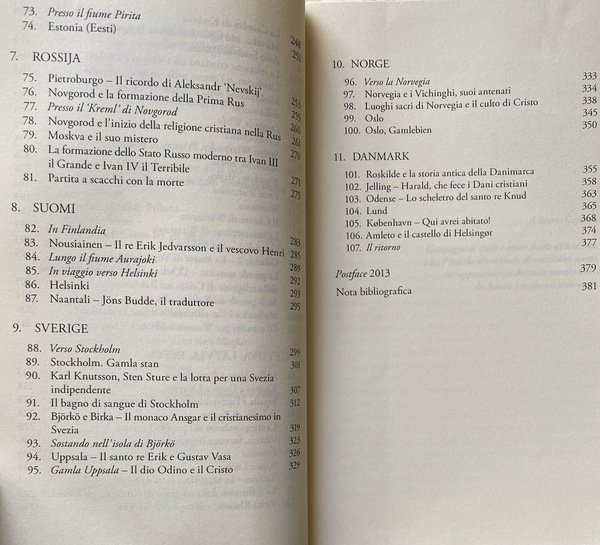 73. Presso il fiume Pirita 248
74. Estonia (Eesti) 251
7. ROSSIJA
75. Pietroburgo – Il ricordo di Aleksandr 'Nevskij' 253
76. Novgorod e la formazione della Prima Rus 255
77. Presso il 'Kreml' di Novgorod 260
78. Novgorod e l'inizio della religione cristiana nella Rus 261
79. Moskva e il suo mistero 270
80. La formazione dello Stato Russo moderno tra Ivan III
il Grande e Ivan IV il Terribile 271
81. Partita a scacchi con la morte 275
8. SUOMI
82. In Finlandia 283
83. Nousiainen – Il re Erik Jedvarsson e il vescovo Henri 285
84. Lungo il fiume Aurajoki 289
85. In viaggio verso Helsinki 292
86. Helsinki 293
87. Naantali – Jöns Budde, il traduttore 295
9. SVERIGE
88. Verso Stockholm 299
89. Stockholm. Gamla stan 301
90. Karl Knutsson, Sten Sture e la lotta per una Svezia
indipendente 307
91. Il bagno di sangue di Stockholm 312
92. Björkö e Birka – Il monaco Ansgar e il cristianesimo in
Svezia 319
93. Sostando nell'isola di Björkö 323
94. Uppsala – Il santo re Erik e Gustav Vasa 326
95. Gamla Uppsala – Il dio Odino e il Cristo 329
10. NORGE
96. Verso la Norvegia 333
97. Norvegia e i Vichinghi, suoi antenati 334
98. Luoghi sacri di Norvegia e il culto di Cristo 338
99. Oslo 345
100. Oslo, Gamlebien 350
11. DANMARK
101. Roskilde e la storia antica della Danimarca 355
102. Jelling – Harald, che fece i Dani cristiani 358
103. Odense – Lo scheletro del santo re Knud 363
104. Lund 365
105. København – Qui avrei abitato! 368
106. Amleto e il castello di Helsingør 374
107. Il ritorno 377
Postface 2013 379
Nota bibliografica 381